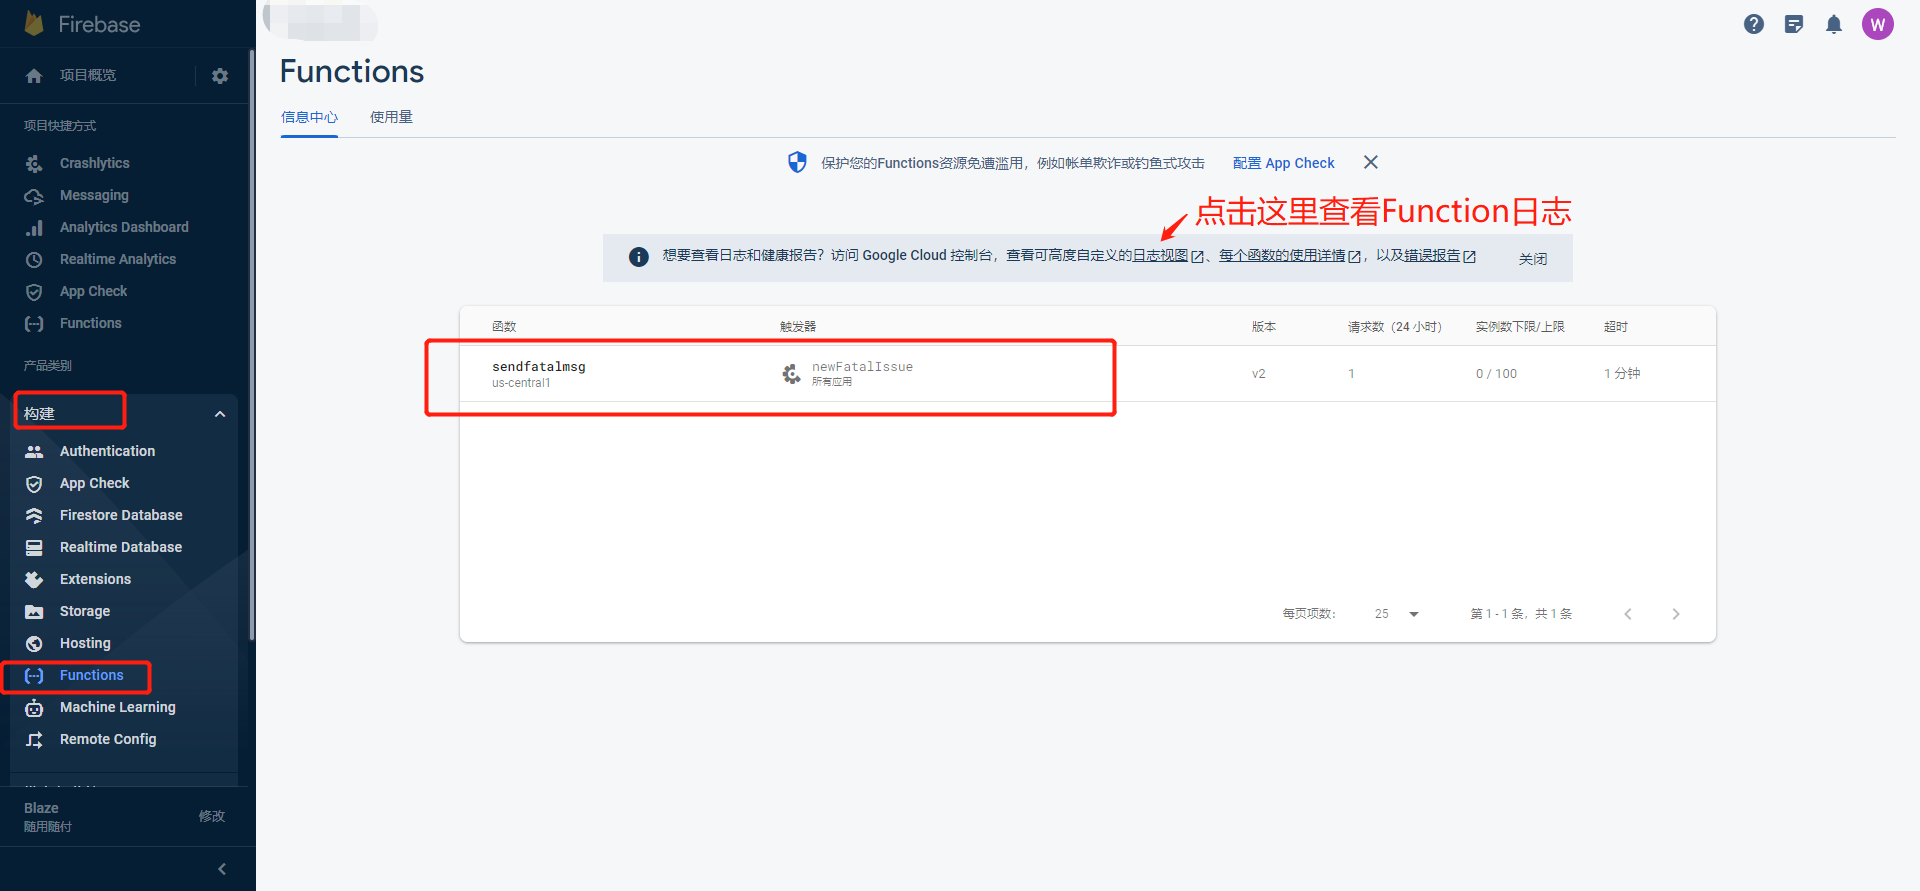 Firebase
项目概览
项目快捷方式
Crashlytics
Messaging
Analytics Dashboard
Realtime Analytics
App Check
Functions
产品类别
构建
Authentication
App Check
Firestore Database
Realtime Database
Extensions
Storage
Hosting
Functions
Machine Learning
Remote Config
Blaze
随用随付
修改
W
Functions
信息中心 使用量
保护您的Functions资源免遭滥用，例如帐单欺诈或钓鱼式攻击 配置 App Check
点击这里查看Function日志
想要查看日志和健康报告？访问 Google Cloud 控制台，查看可高度自定义的日志视图、每个函数的使用详情，以及错误报告 关闭
函数 触发器 版本 请求数（24 小时） 实例数下限/上限 超时
sendfatalmsg newFatalIssue v2 1 0 / 100 1 分钟
us-central1 所有应用
每页项数： 25 第 1 - 1 条，共 1 条